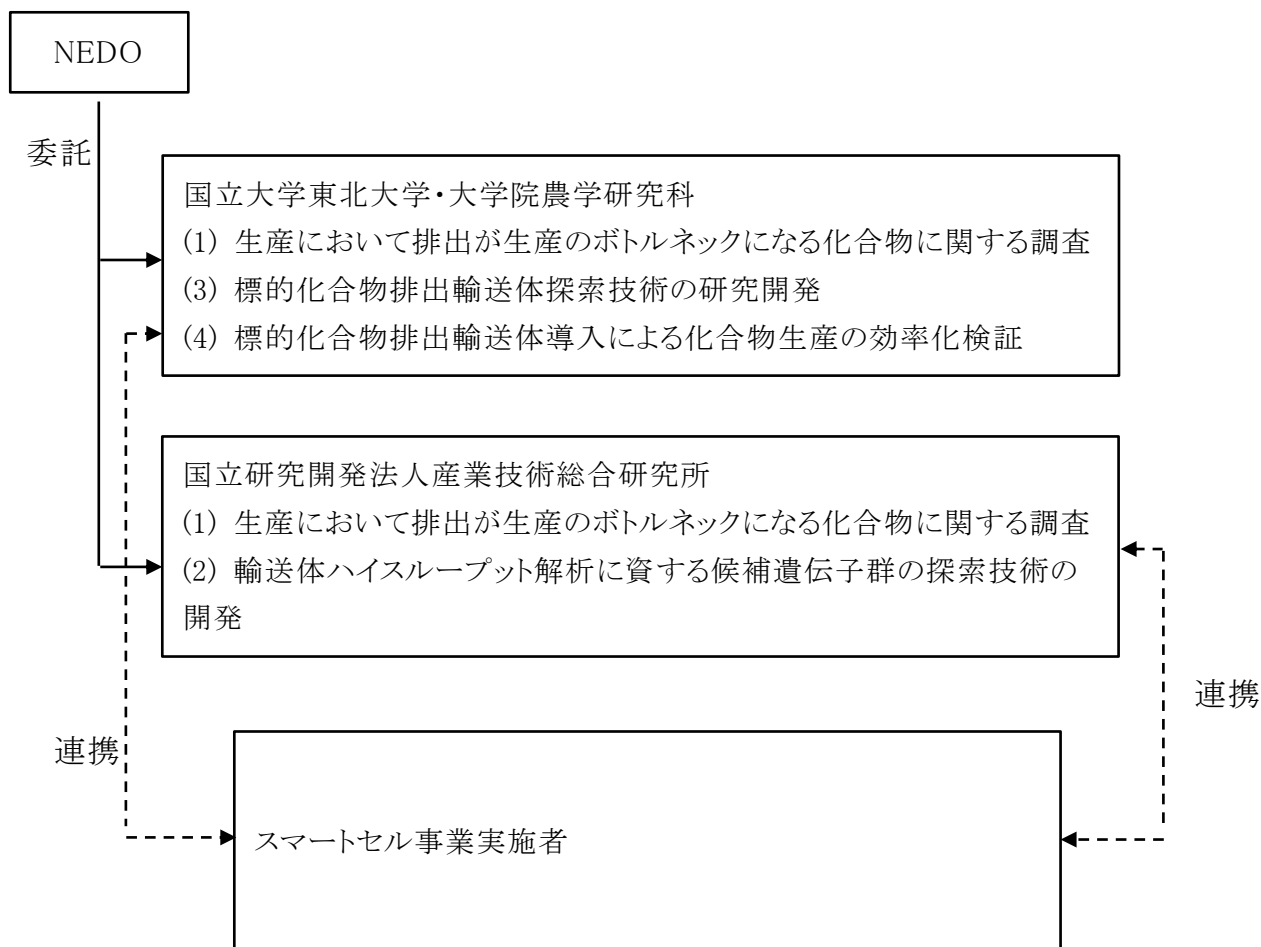 NEDO
委託
国立大学東北大学・大学院農学研究科
(1) 生産において排出が生産のボトルネックになる化合物に関する調査
(3) 標的化合物排出輸送体探索技術の研究開発
(4) 標的化合物排出輸送体導入による化合物生産の効率化検証
国立研究開発法人産業技術総合研究所
(1) 生産において排出が生産のボトルネックになる化合物に関する調査
(2) 輸送体ハイスループット解析に資する候補遺伝子群の探索技術の
開発
連携
連携
スマートセル事業実施者